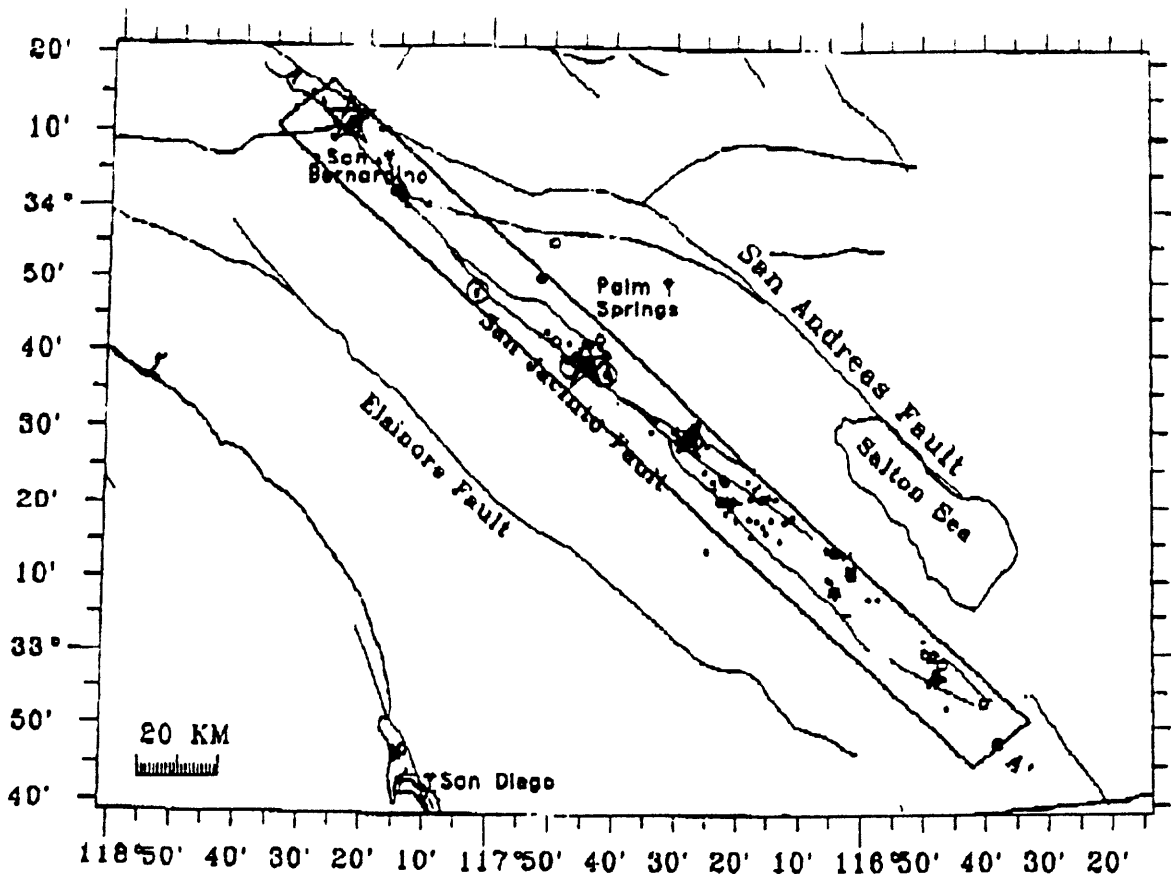 20'
10'
34°
50'
40'
30'
20'
10'
33°
50'
40'
San
Bernardino
Palm
Springs
San Andreas Fault
San Jacinto Fault
Elsinore Fault
Salton Sea
20 KM
San Diego
A'
118° 50' 40' 30' 20' 10' 117° 50' 40' 30' 20' 10' 116° 50' 40' 30' 20'